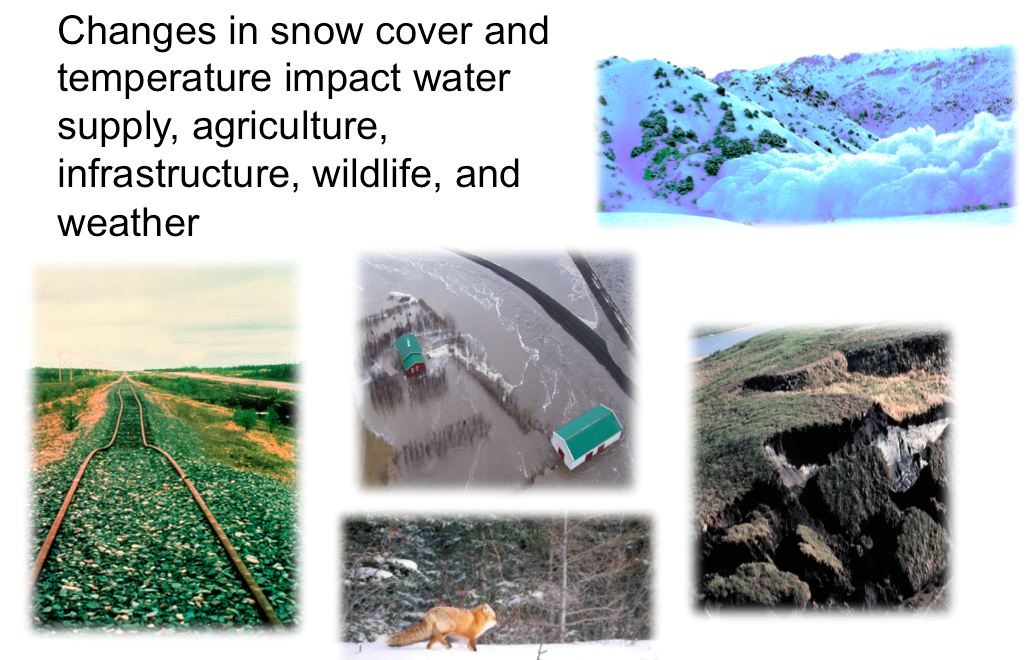 Changes in snow cover and
temperature impact water
supply, agriculture,
infrastructure, wildlife, and
weather